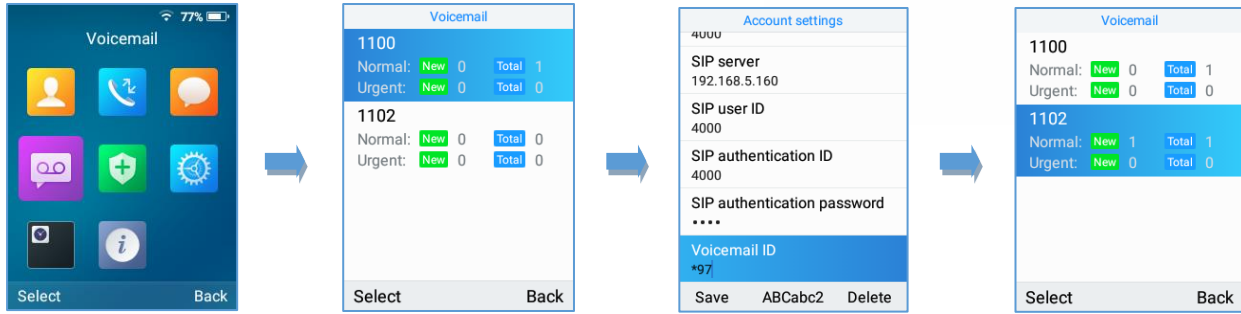 77%
Voicemail
Select Back
Voicemail
1100
Normal: New 0 Total 1
Urgent: New 0 Total 0
1102
Normal: New 0 Total 0
Urgent: New 0 Total 0
Select Back
Account settings
4000
SIP server
192.168.5.160
SIP user ID
4000
SIP authentication ID
4000
SIP authentication password
••••
Voicemail ID
*97
Save ABCabc2 Delete
Voicemail
1100
Normal: New 0 Total 1
Urgent: New 0 Total 0
1102
Normal: New 1 Total 1
Urgent: New 0 Total 0
Select Back